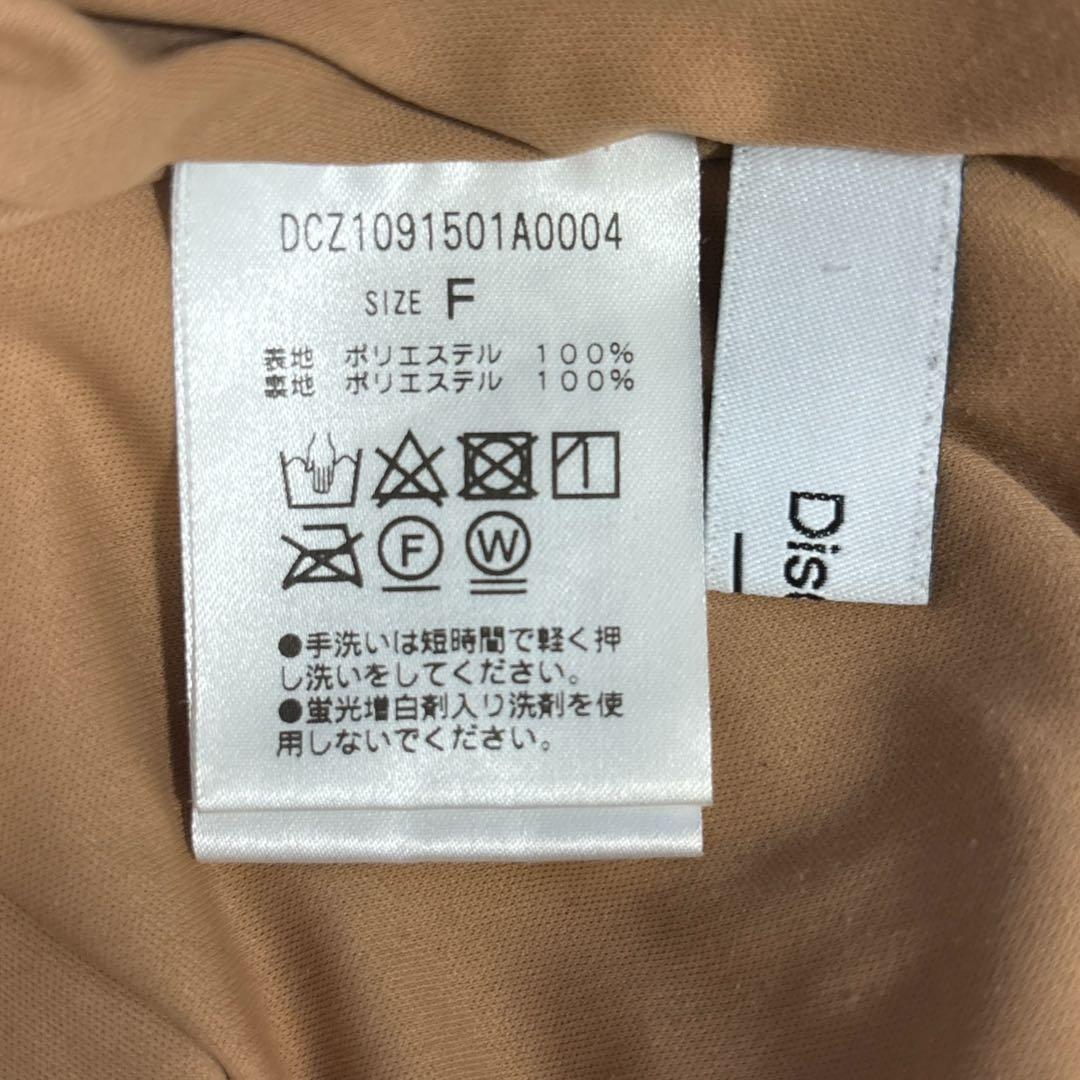 DCZ1091501A0004
SIZE F
表地 ポリエステル 100%
裏地 ポリエステル 100%
F
W
●手洗いは短時間で軽く押
し洗いをしてください。
●蛍光増白剤入り洗剤を使
用しないでください。
Dis